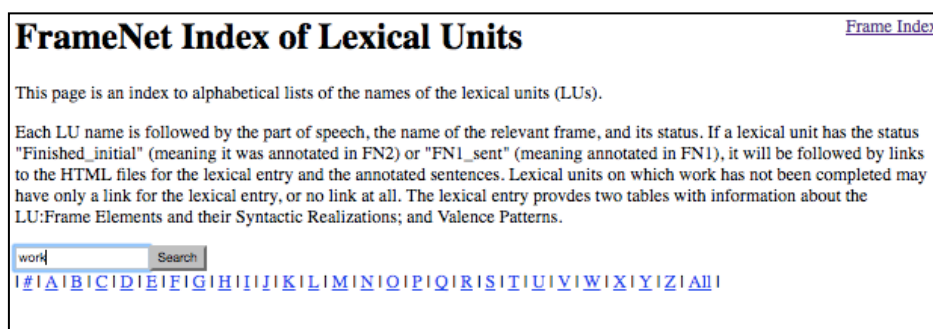 FrameNet Index of Lexical Units
Frame Index
This page is an index to alphabetical lists of the names of the lexical units (LUs).
Each LU name is followed by the part of speech, the name of the relevant frame, and its status. If a lexical unit has the status
"Finished_initial" (meaning it was annotated in FN2) or "FN1_sent" (meaning annotated in FN1), it will be followed by links
to the HTML files for the lexical entry and the annotated sentences. Lexical units on which work has not been completed may
have only a link for the lexical entry, or no link at all. The lexical entry provdes two tables with information about the
LU:Frame Elements and their Syntactic Realizations; and Valence Patterns.
work Search
| # | A | B | C | D | E | F | G | H | I | J | K | L | M | N | O | P | Q | R | S | T | U | V | W | X | Y | Z | All |